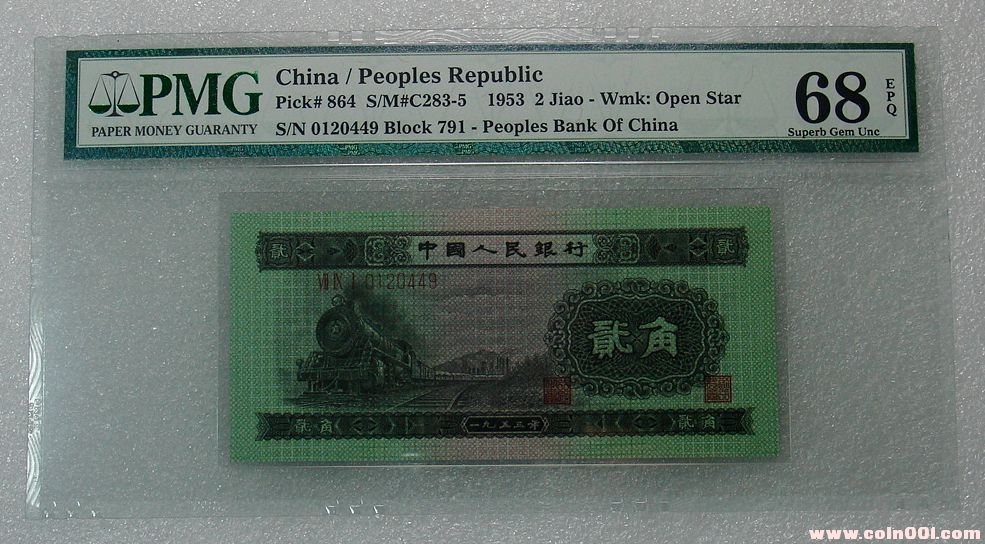 PMG
PAPER MONEY GUARANTY
China / Peoples Republic
Pick# 864 S/M#C283-5 1953 2 Jiao - Wmk: Open Star
S/N 0120449 Block 791 - Peoples Bank Of China
68
EPQ
Superb Gem Unc
貳 中國人民銀行 貳
VII IX I 0120449
貳角
貳角 一九五三年 貳角
www.coin001.com